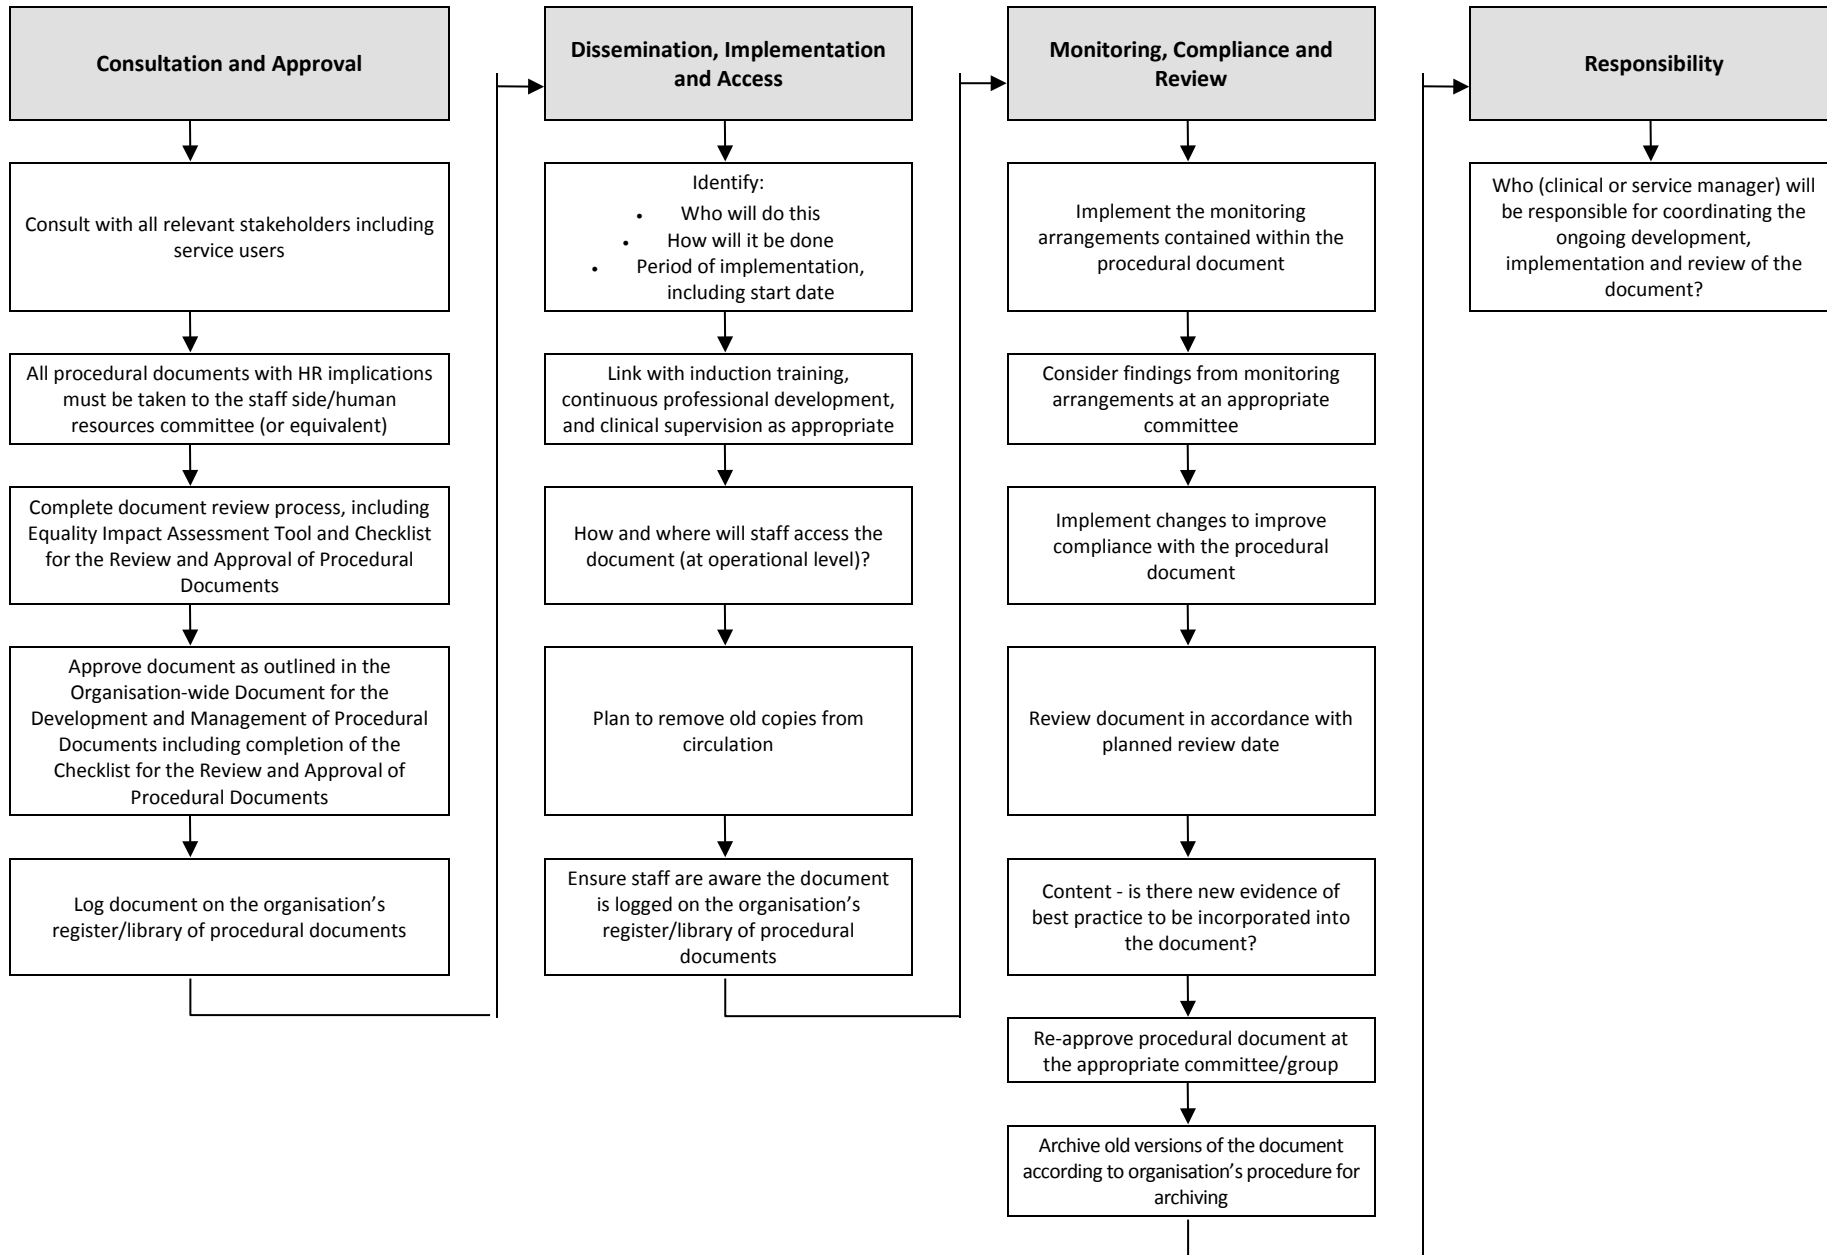 Consultation and Approval
Consult with all relevant stakeholders including
service users
All procedural documents with HR implications
must be taken to the staff side/human
resources committee (or equivalent)
Complete document review process, including
Equality Impact Assessment Tool and Checklist
for the Review and Approval of Procedural
Documents
Approve document as outlined in the
Organisation-wide Document for the
Development and Management of Procedural
Documents including completion of the
Checklist for the Review and Approval of
Procedural Documents
Log document on the organisation’s
register/library of procedural documents
Dissemination, Implementation
and Access
Identify:
• Who will do this
• How will it be done
• Period of implementation,
including start date
Link with induction training,
continuous professional development,
and clinical supervision as appropriate
How and where will staff access the
document (at operational level)?
Plan to remove old copies from
circulation
Ensure staff are aware the document
is logged on the organisation’s
register/library of procedural
documents
Monitoring, Compliance and
Review
Implement the monitoring
arrangements contained within the
procedural document
Consider findings from monitoring
arrangements at an appropriate
committee
Implement changes to improve
compliance with the procedural
document
Review document in accordance with
planned review date
Content - is there new evidence of
best practice to be incorporated into
the document?
Re-approve procedural document at
the appropriate committee/group
Archive old versions of the document
according to organisation’s procedure for
archiving
Responsibility
Who (clinical or service manager) will
be responsible for coordinating the
ongoing development,
implementation and review of the
document?